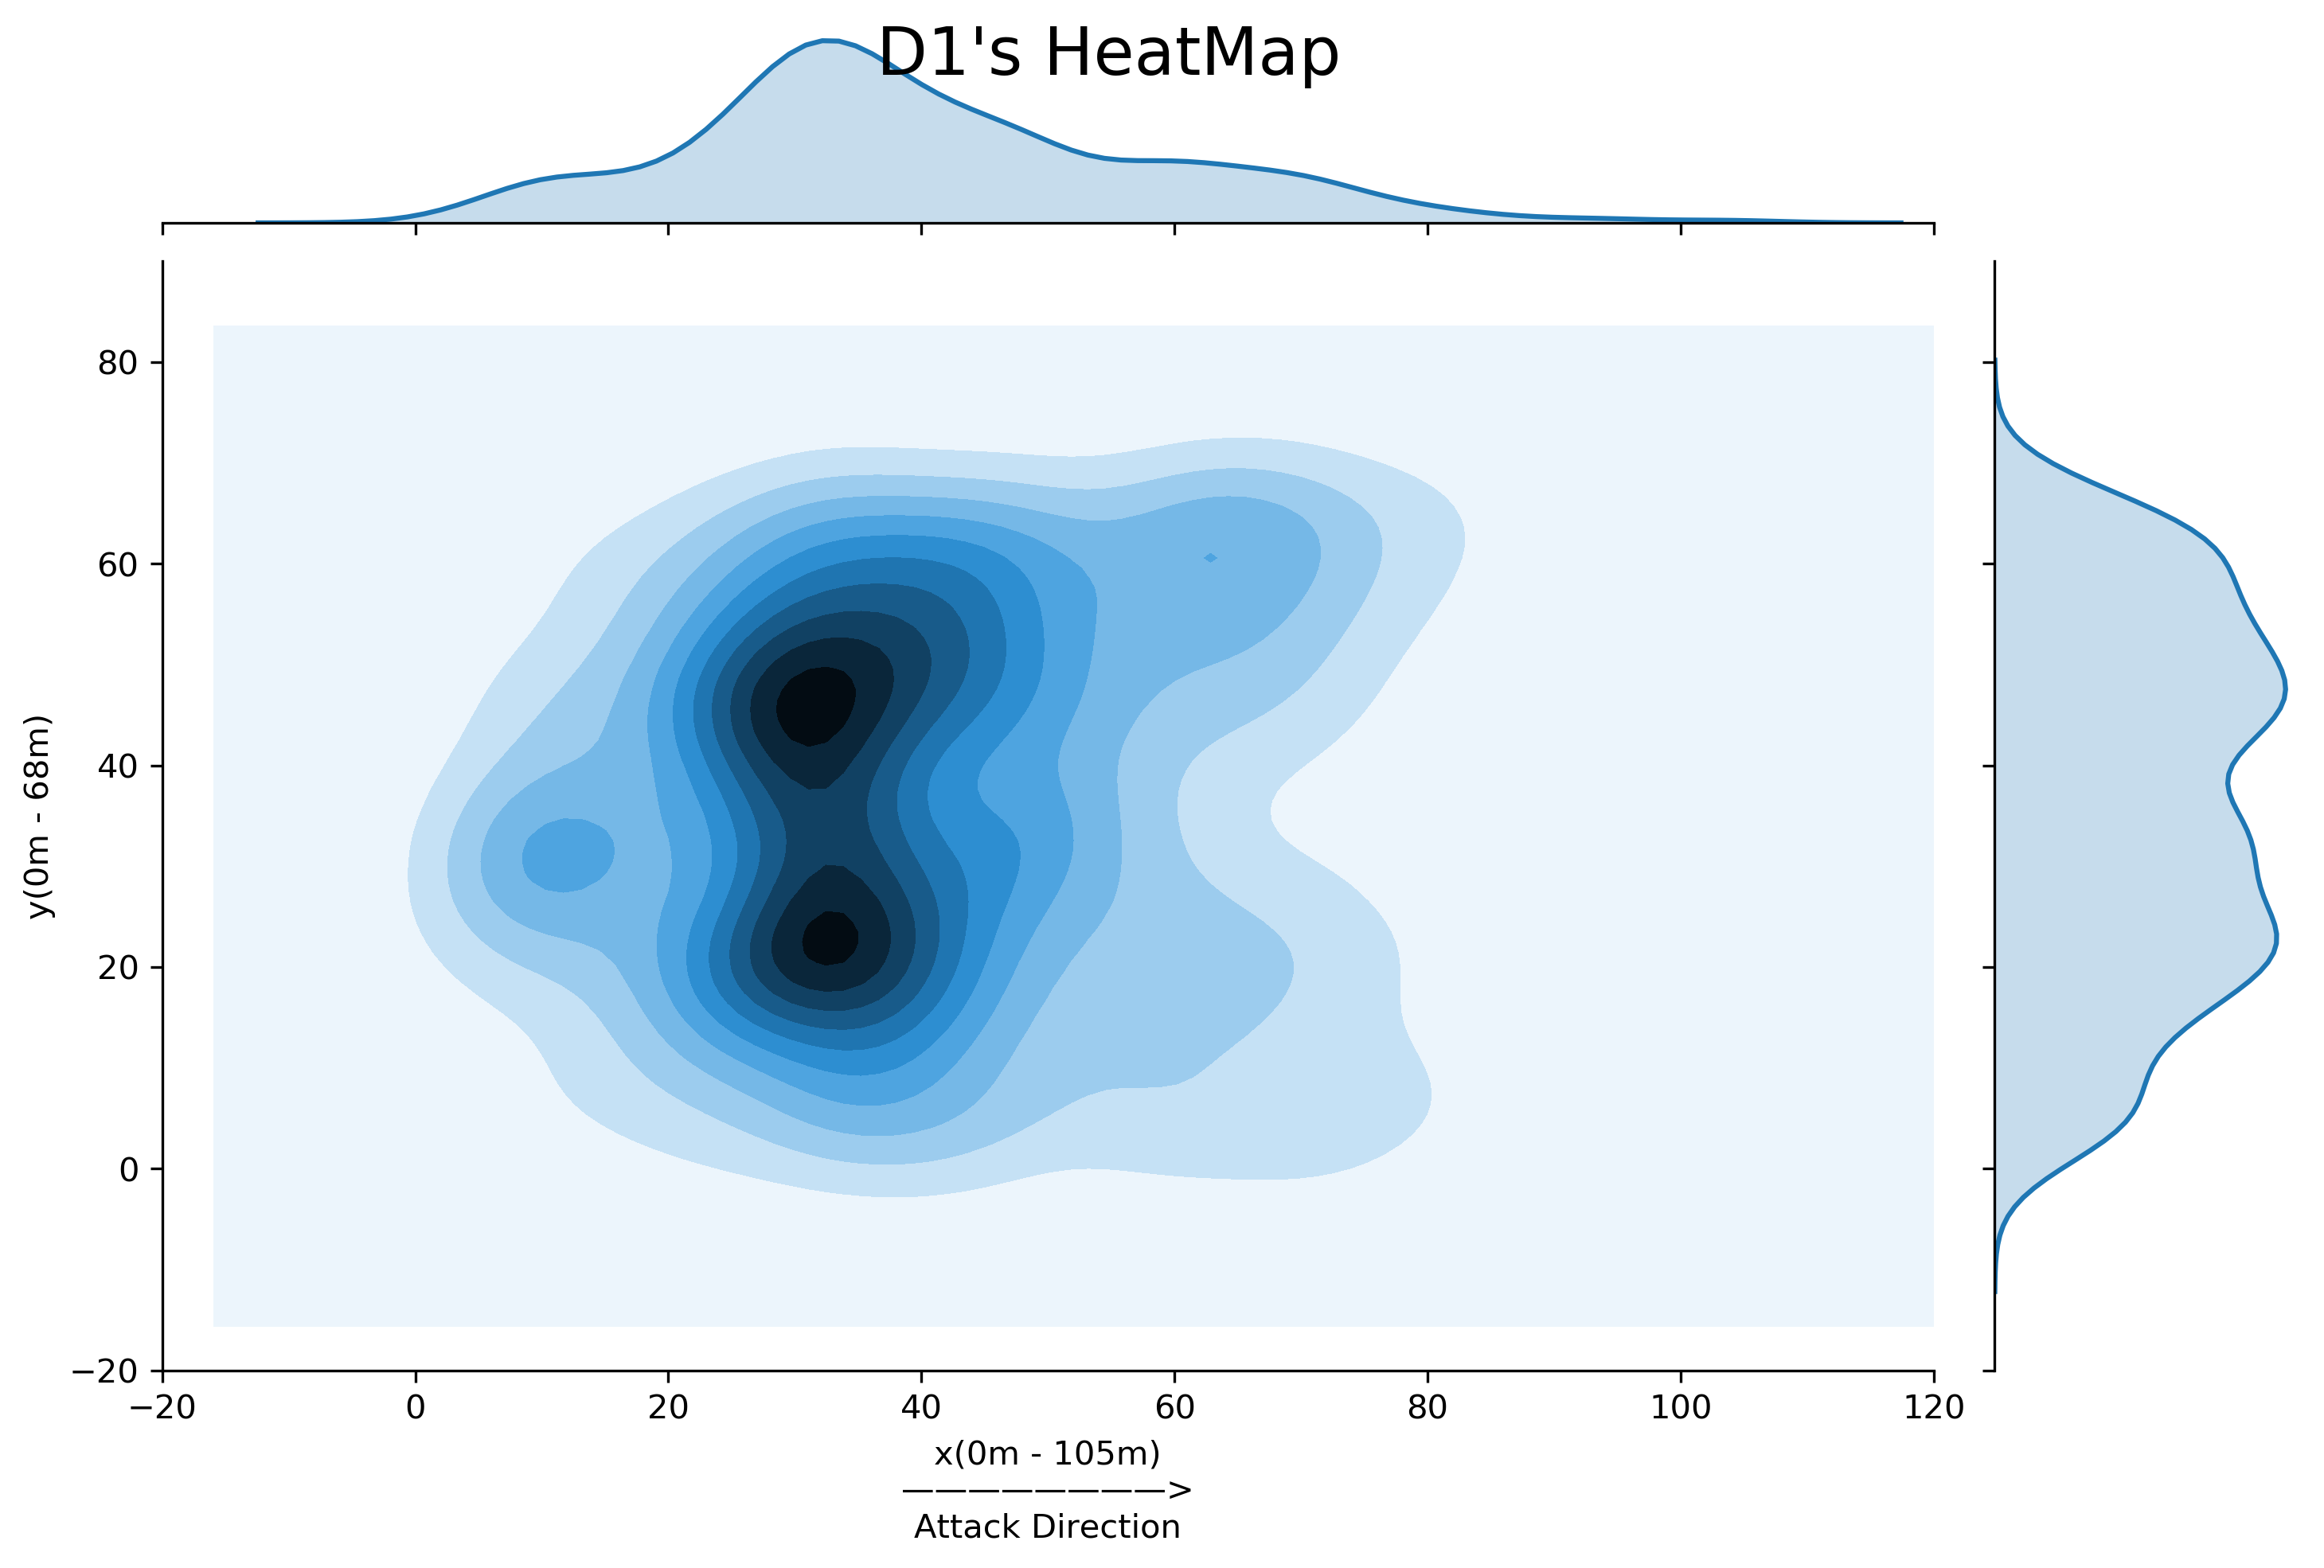 D1's HeatMap
80
60
40
20
0
−20
y(0m - 68m)
−20 0 20 40 60 80 100 120
x(0m - 105m)
————————>
Attack Direction